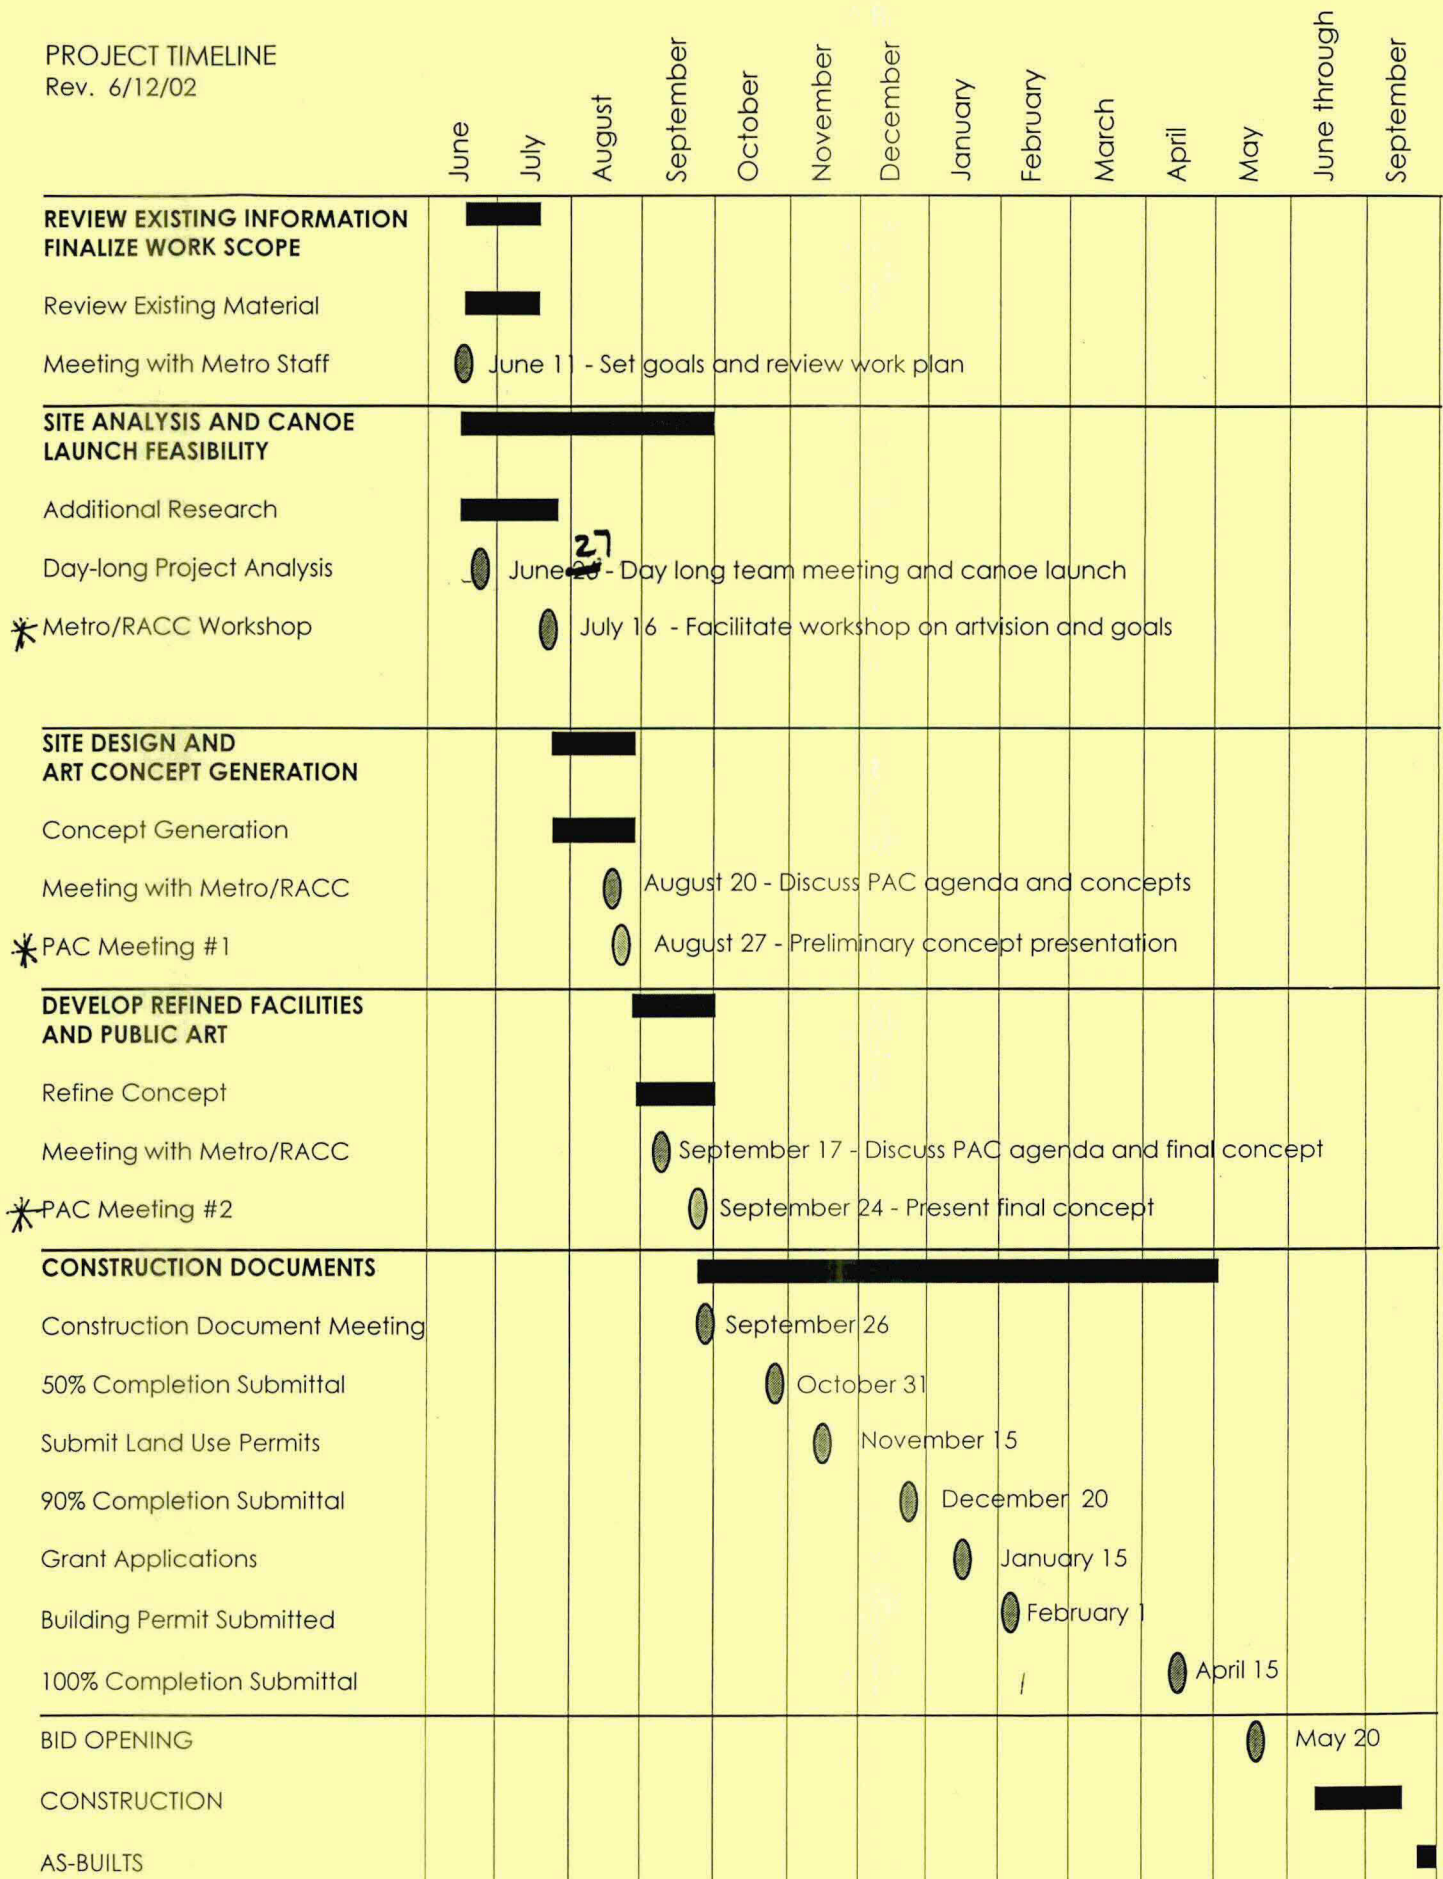 PROJECT TIMELINE
Rev. 6/12/02
June
July
August
September
October
November
December
January
February
March
April
May
June through
September
REVIEW EXISTING INFORMATION
FINALIZE WORK SCOPE
Review Existing Material
Meeting with Metro Staff
June 11 - Set goals and review work plan
SITE ANALYSIS AND CANOE
LAUNCH FEASIBILITY
Additional Research
27
Day-long Project Analysis
June - Day long team meeting and canoe launch
Metro/RACC Workshop
July 16 - Facilitate workshop on artvision and goals
SITE DESIGN AND
ART CONCEPT GENERATION
Concept Generation
Meeting with Metro/RACC
August 20 - Discuss PAC agenda and concepts
PAC Meeting #1
August 27 - Preliminary concept presentation
DEVELOP REFINED FACILITIES
AND PUBLIC ART
Refine Concept
Meeting with Metro/RACC
September 17 - Discuss PAC agenda and final concept
PAC Meeting #2
September 24 - Present final concept
CONSTRUCTION DOCUMENTS
Construction Document Meeting
September 26
50% Completion Submittal
October 31
Submit Land Use Permits
November 15
90% Completion Submittal
December 20
Grant Applications
January 15
Building Permit Submitted
February 1
100% Completion Submittal
April 15
BID OPENING
May 20
CONSTRUCTION
AS-BUILTS